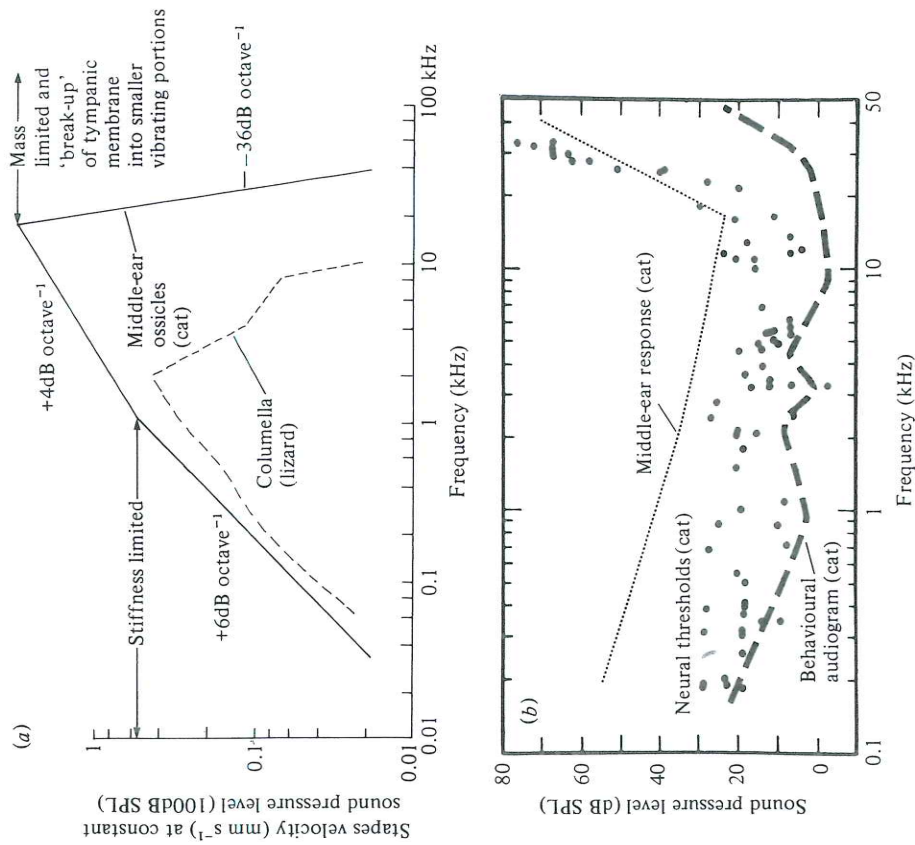 (a)
Stapes velocity (mm s⁻¹) at constant
sound pressure level (100dB SPL)
1
0.1
0.01
Stiffness limited
+6dB octave⁻¹
+4dB octave⁻¹
Mass
limited and
'break-up'
of tympanic
membrane
into smaller
vibrating portions
−36dB octave⁻¹
Middle-ear
ossicles
(cat)
Columella
(lizard)
0.01
0.1
1
10
100 kHz
Frequency (kHz)
(b)
Sound pressure level (dB SPL)
80
60
40
20
0
Neural thresholds (cat)
Middle-ear response (cat)
Behavioural
audiogram (cat)
0.1
1
10
50
Frequency (kHz)